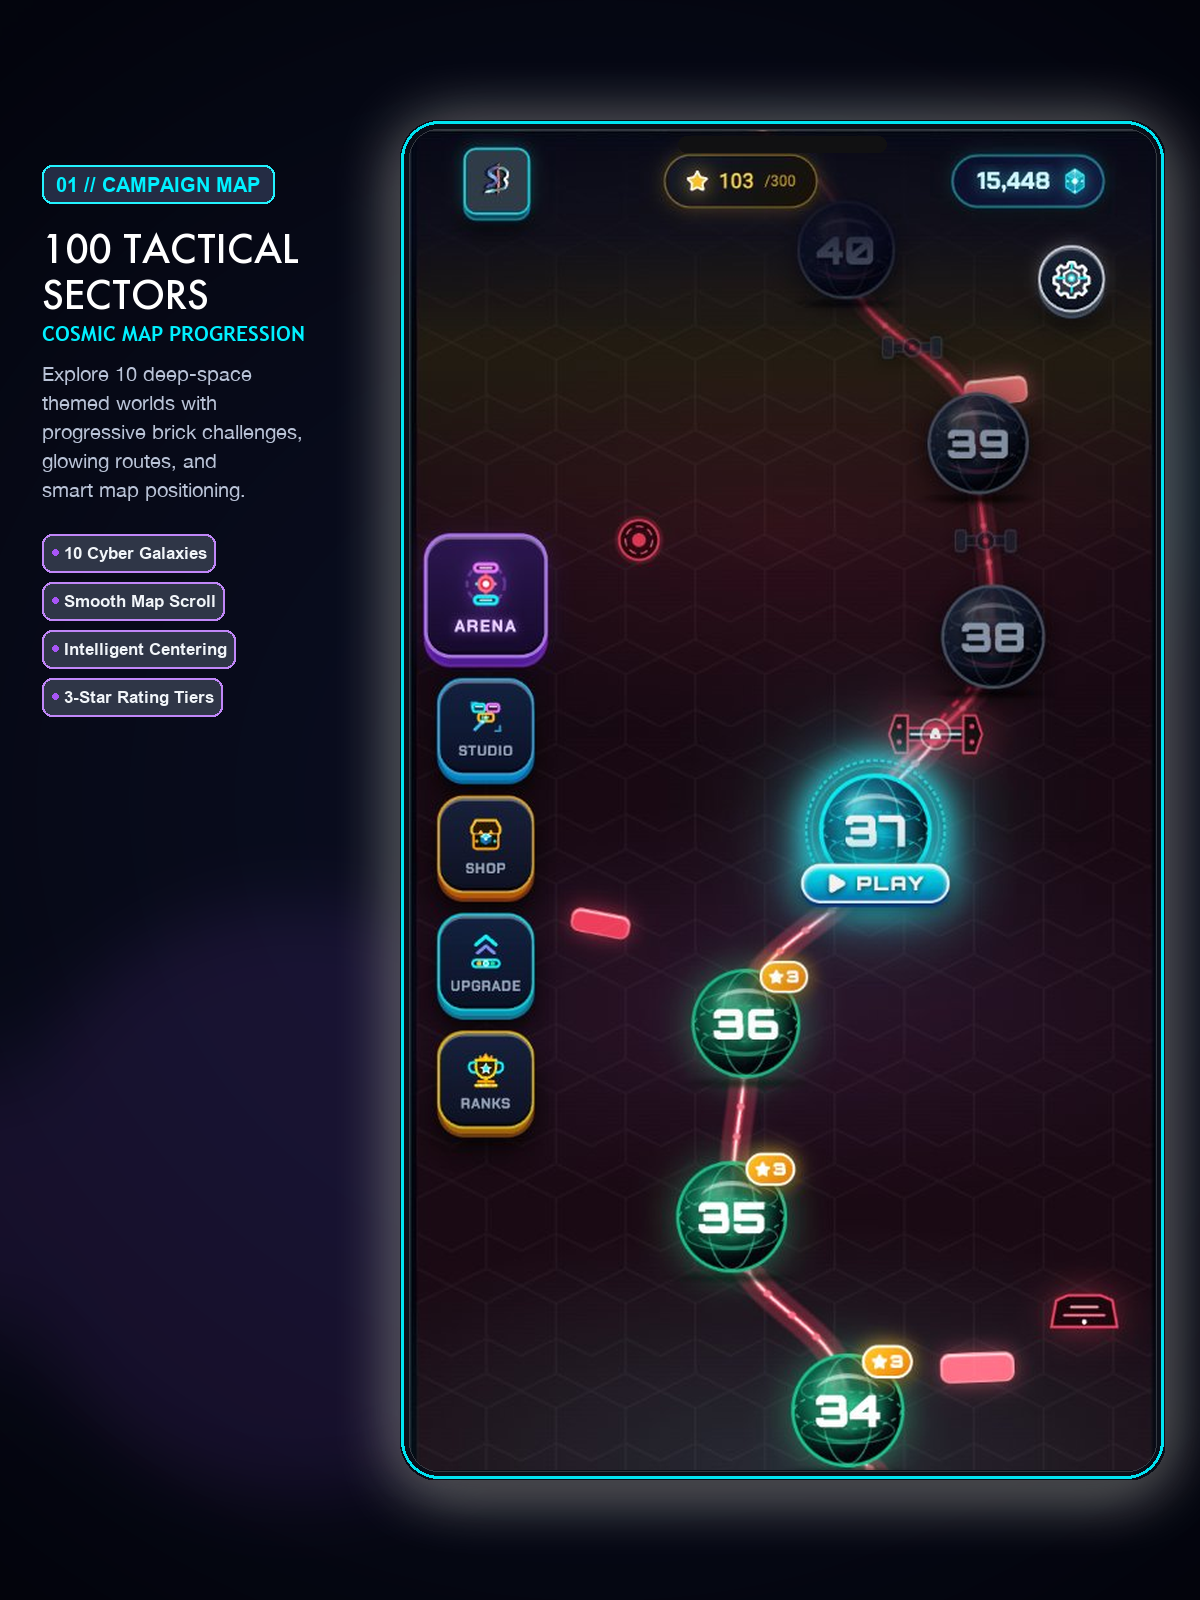 01 // CAMPAIGN MAP
100 TACTICAL
SECTORS
COSMIC MAP PROGRESSION
Explore 10 deep-space
themed worlds with
progressive brick challenges,
glowing routes, and
smart map positioning.
• 10 Cyber Galaxies
• Smooth Map Scroll
• Intelligent Centering
• 3-Star Rating Tiers
SB
103 /300
15,448
40
39
38
37
PLAY
ARENA
STUDIO
SHOP
UPGRADE
RANKS
3
36
3
35
3
34